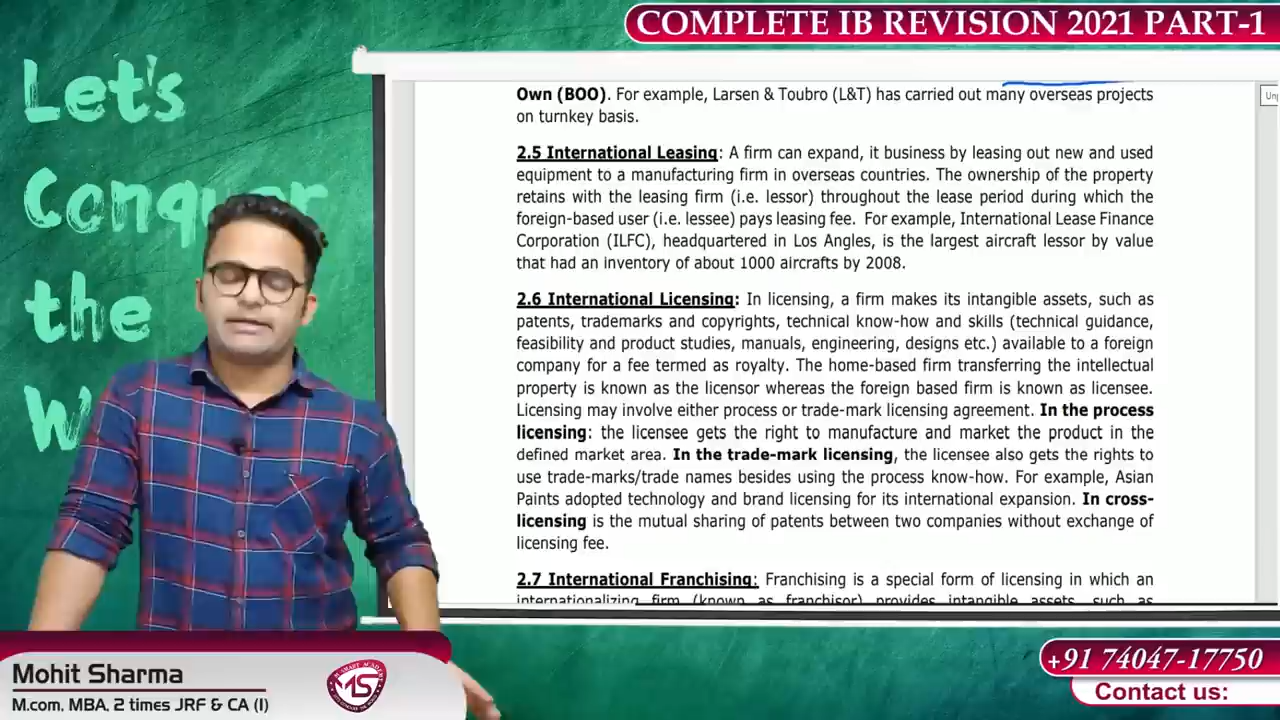 COMPLETE IB REVISION 2021 PART-1
Let's
Conquer
the
W
Own (BOO). For example, Larsen & Toubro (L&T) has carried out many overseas projects
on turnkey basis.
2.5 International Leasing: A firm can expand, it business by leasing out new and used
equipment to a manufacturing firm in overseas countries. The ownership of the property
retains with the leasing firm (i.e. lessor) throughout the lease period during which the
foreign-based user (i.e. lessee) pays leasing fee. For example, International Lease Finance
Corporation (ILFC), headquartered in Los Angles, is the largest aircraft lessor by value
that had an inventory of about 1000 aircrafts by 2008.
2.6 International Licensing: In licensing, a firm makes its intangible assets, such as
patents, trademarks and copyrights, technical know-how and skills (technical guidance,
feasibility and product studies, manuals, engineering, designs etc.) available to a foreign
company for a fee termed as royalty. The home-based firm transferring the intellectual
property is known as the licensor whereas the foreign based firm is known as licensee.
Licensing may involve either process or trade-mark licensing agreement. In the process
licensing: the licensee gets the right to manufacture and market the product in the
defined market area. In the trade-mark licensing, the licensee also gets the rights to
use trade-marks/trade names besides using the process know-how. For example, Asian
Paints adopted technology and brand licensing for its international expansion. In cross-
licensing is the mutual sharing of patents between two companies without exchange of
licensing fee.
2.7 International Franchising: Franchising is a special form of licensing in which an
internationalizing firm (known as franchisor) provides intangible assets, such as
Mohit Sharma
M.com, MBA, 2 times JRF & CA (I)
MS
+91 74047-17750
Contact us: